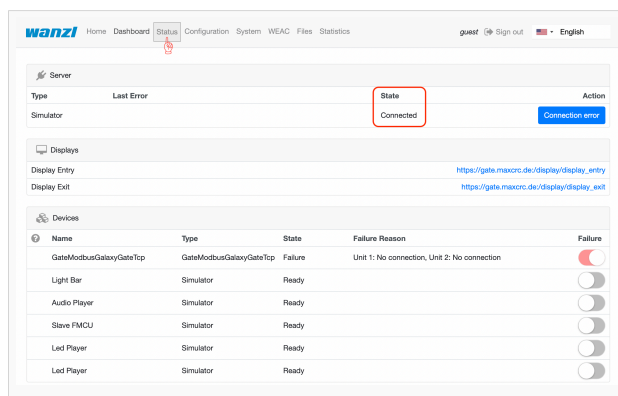 wanzl Home Dashboard Status Configuration System WEAC Files Statistics guest Sign out English
Server
Type Last Error State Action
Simulator Connected Connection error
Displays
Display Entry https://gate.maxcrc.de:/display/display_entry
Display Exit https://gate.maxcrc.de:/display/display_exit
Devices
Name Type State Failure Reason Failure
GateModbusGalaxyGateTcp GateModbusGalaxyGateTcp Failure Unit 1: No connection, Unit 2: No connection
Light Bar Simulator Ready
Audio Player Simulator Ready
Slave FMCU Simulator Ready
Led Player Simulator Ready
Led Player Simulator Ready